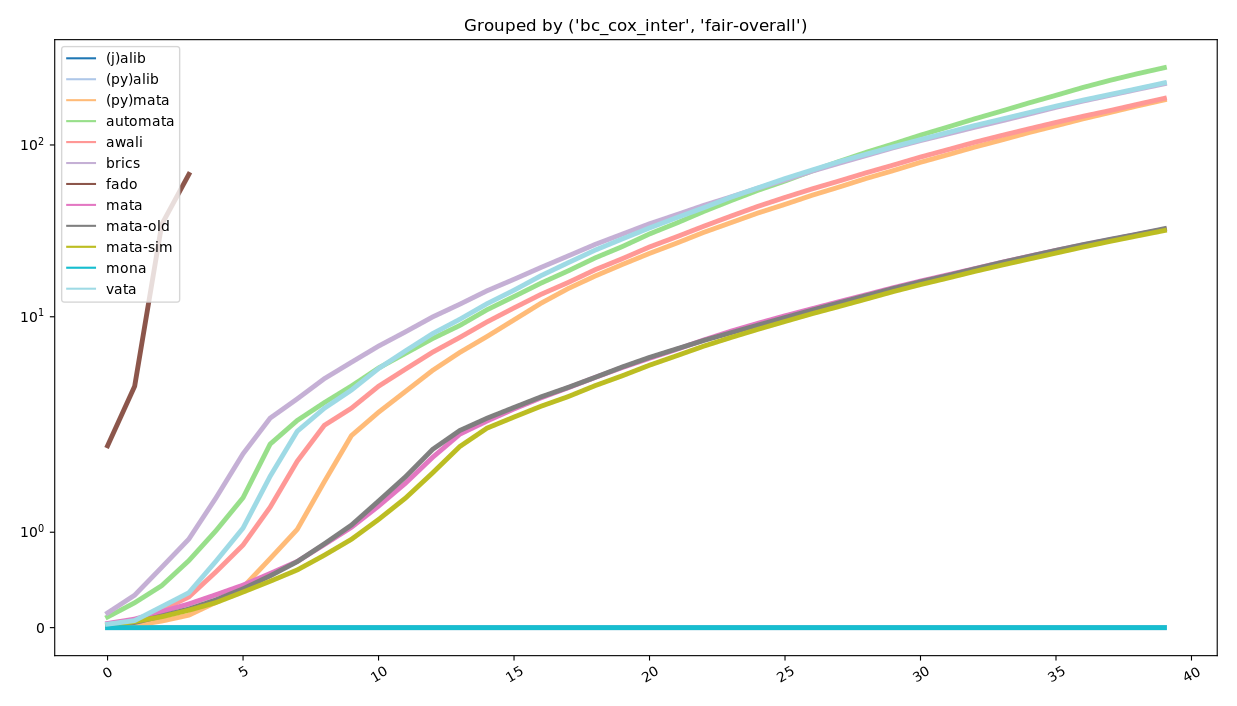 Grouped by ('bc_cox_inter', 'fair-overall')
(j)alib
(py)alib
(py)mata
automata
awali
brics
fado
mata
mata-old
mata-sim
mona
vata
10²
10¹
10⁰
0
0
5
10
15
20
25
30
35
40